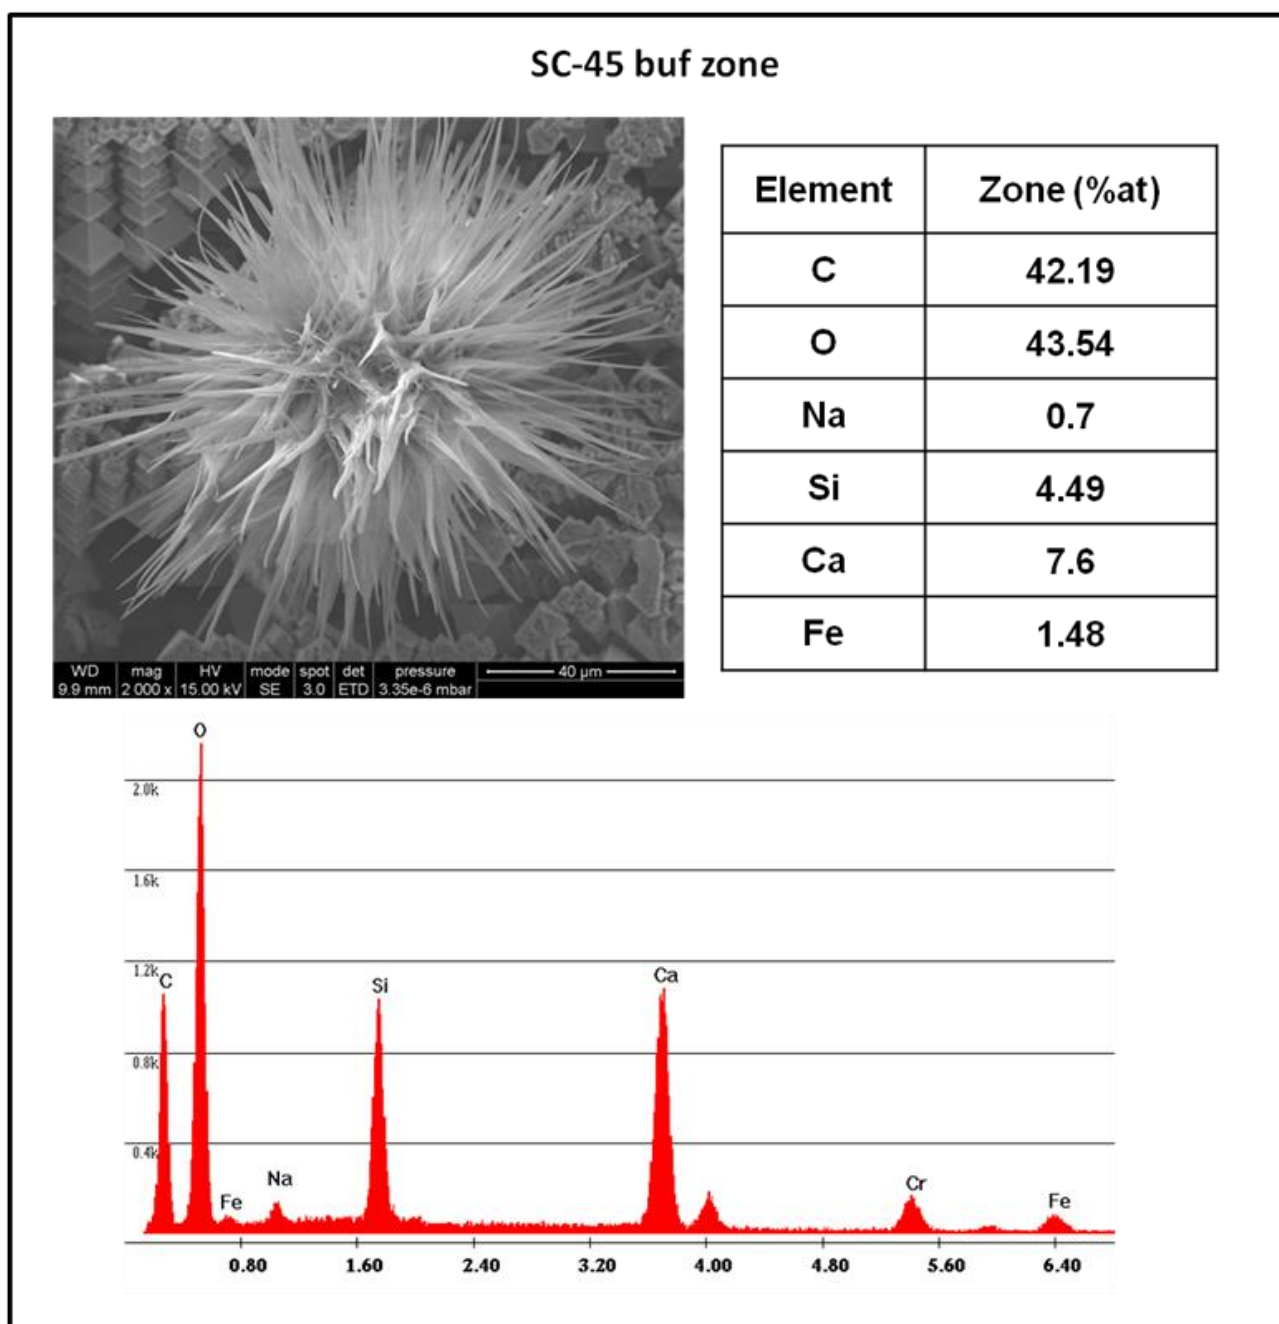 SC-45 buf zone
WD mag HV mode spot det pressure 40 µm
9.9 mm 2 000 x 15.00 kV SE 3.0 ETD 3.35e-6 mbar
Element Zone (%at)
C 42.19
O 43.54
Na 0.7
Si 4.49
Ca 7.6
Fe 1.48
O
2.0k
1.6k
1.2k
C
Si
Ca
0.8k
0.4k
Fe
Na
Cr
Fe
0.80 1.60 2.40 3.20 4.00 4.80 5.60 6.40